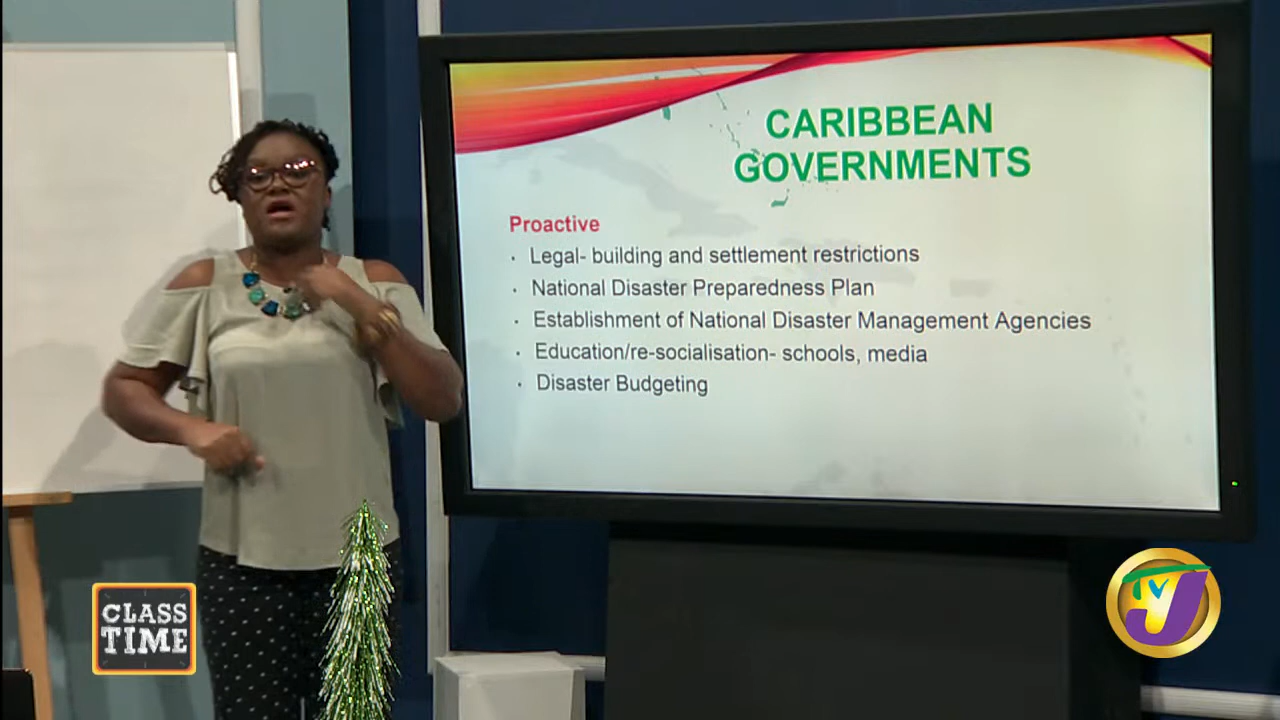 CARIBBEAN
GOVERNMENTS
Proactive
· Legal- building and settlement restrictions
· National Disaster Preparedness Plan
· Establishment of National Disaster Management Agencies
· Education/re-socialisation- schools, media
· Disaster Budgeting
CLASS
TIME
TVJ